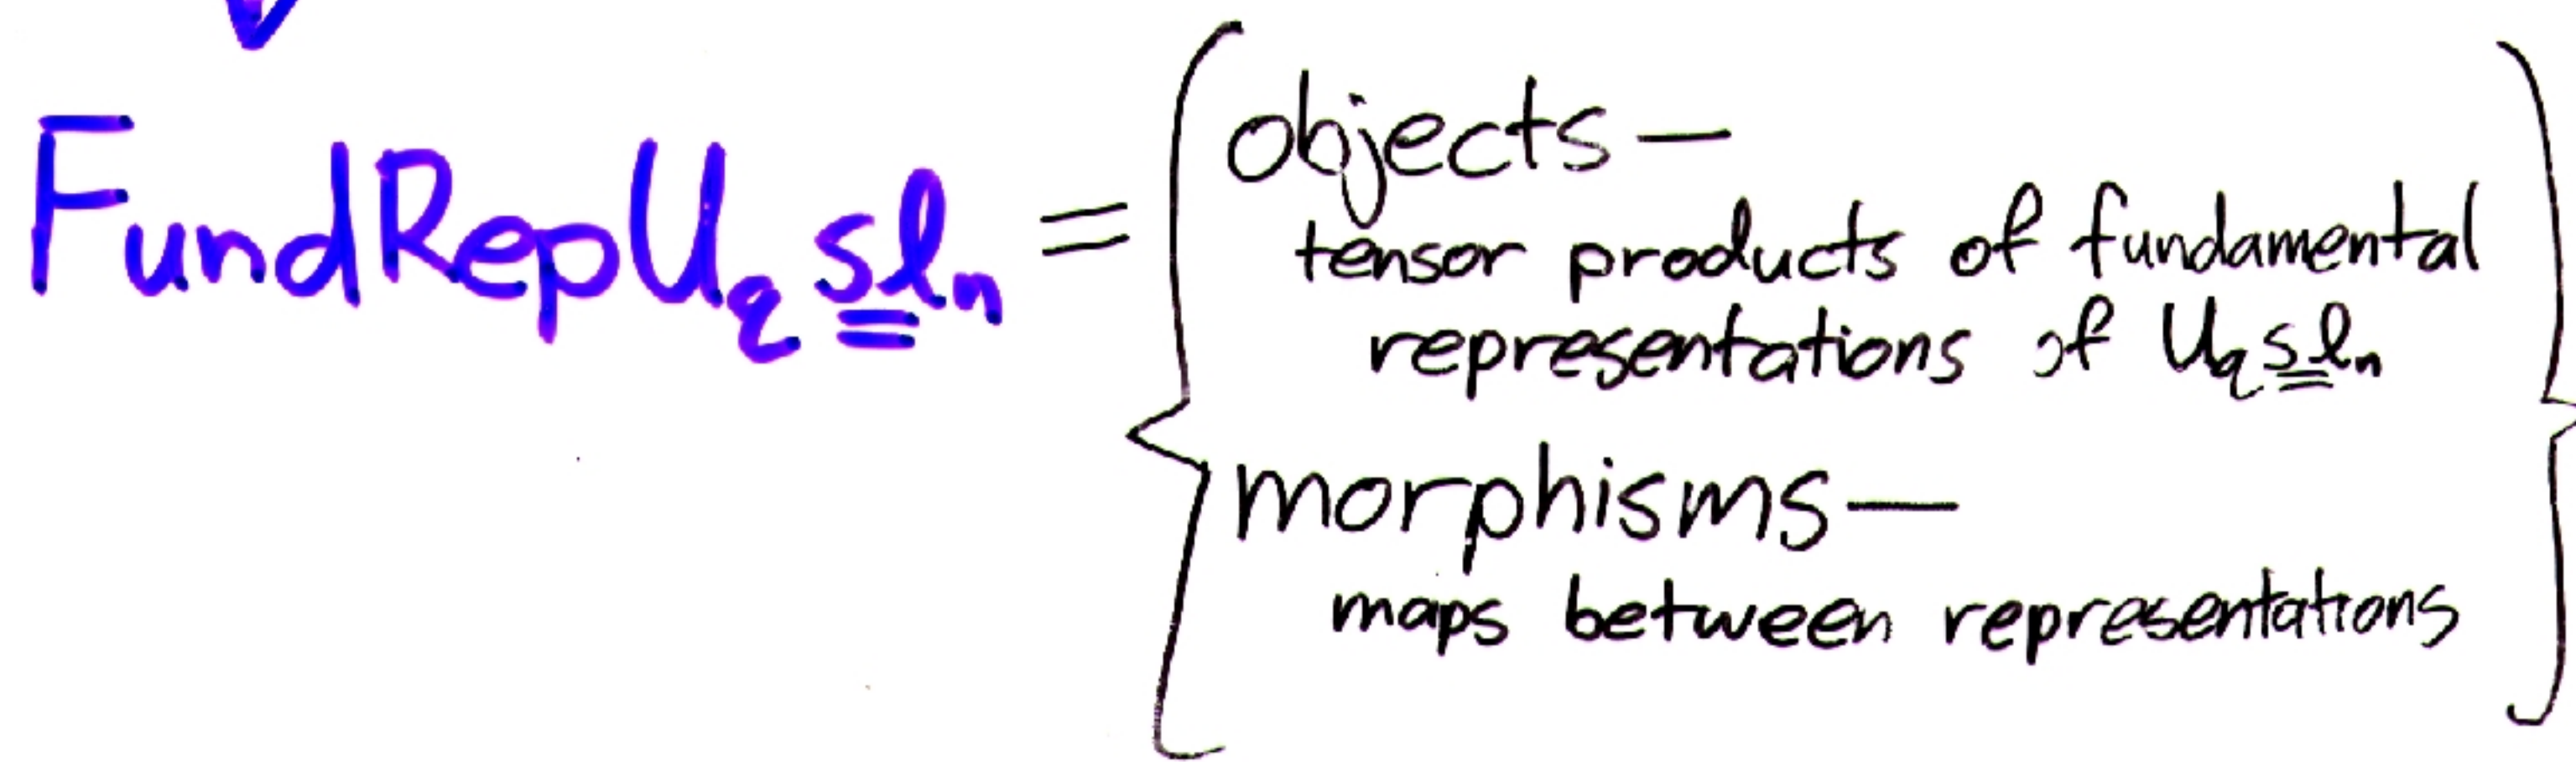 FundRepU_q sl_n = { objects —
tensor products of fundamental
representations of U_q sl_n
morphisms —
maps between representations }